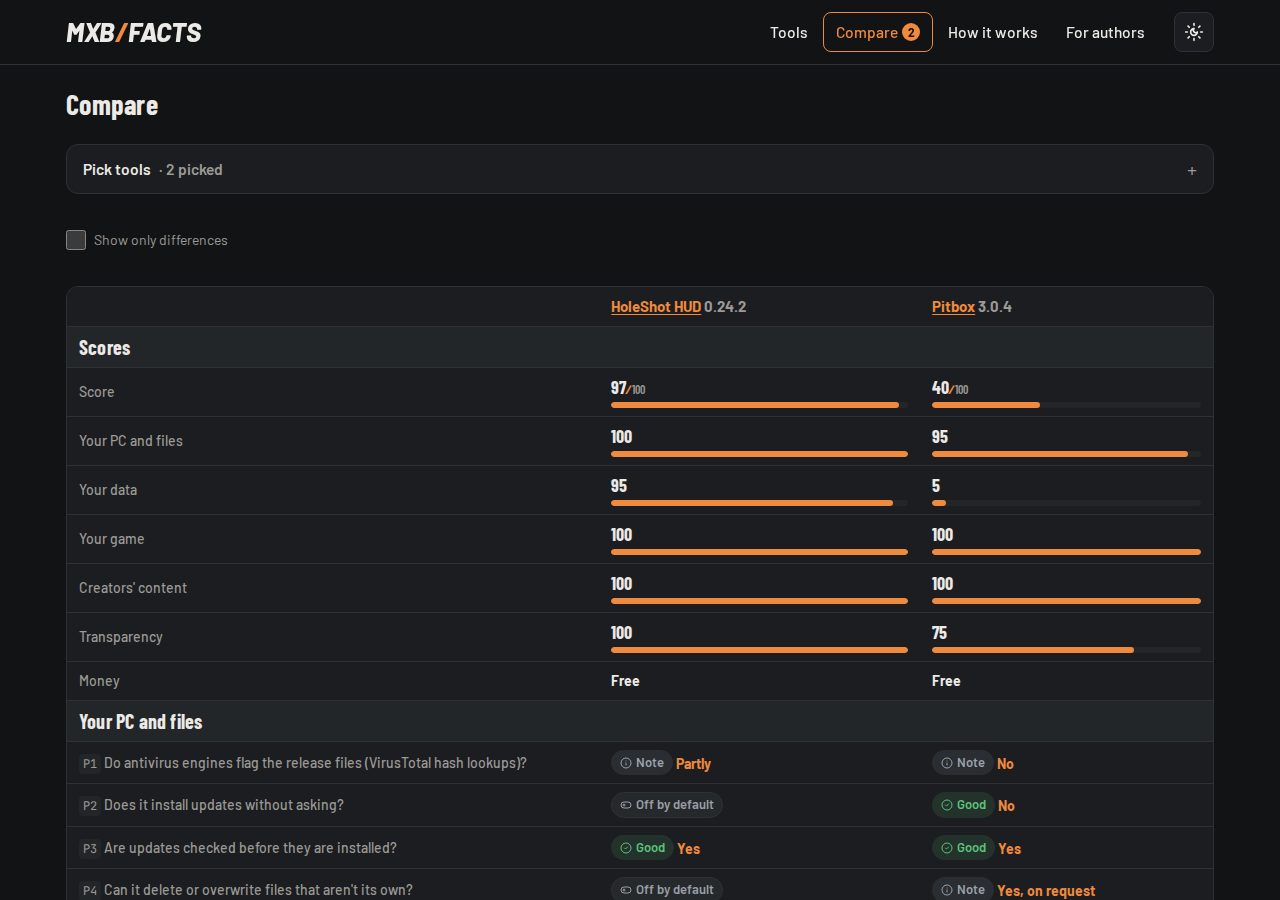 MXB/FACTS
Tools Compare 2 How it works For authors
Compare
Pick tools · 2 picked +
Show only differences
HoleShot HUD 0.24.2 Pitbox 3.0.4
Scores
Score 97/100 40/100
Your PC and files 100 95
Your data 95 5
Your game 100 100
Creators' content 100 100
Transparency 100 75
Money Free Free
Your PC and files
P1 Do antivirus engines flag the release files (VirusTotal hash lookups)? Note Partly Note No
P2 Does it install updates without asking? Off by default Good No
P3 Are updates checked before they are installed? Good Yes Good Yes
P4 Can it delete or overwrite files that aren't its own? Off by default Note Yes, on request